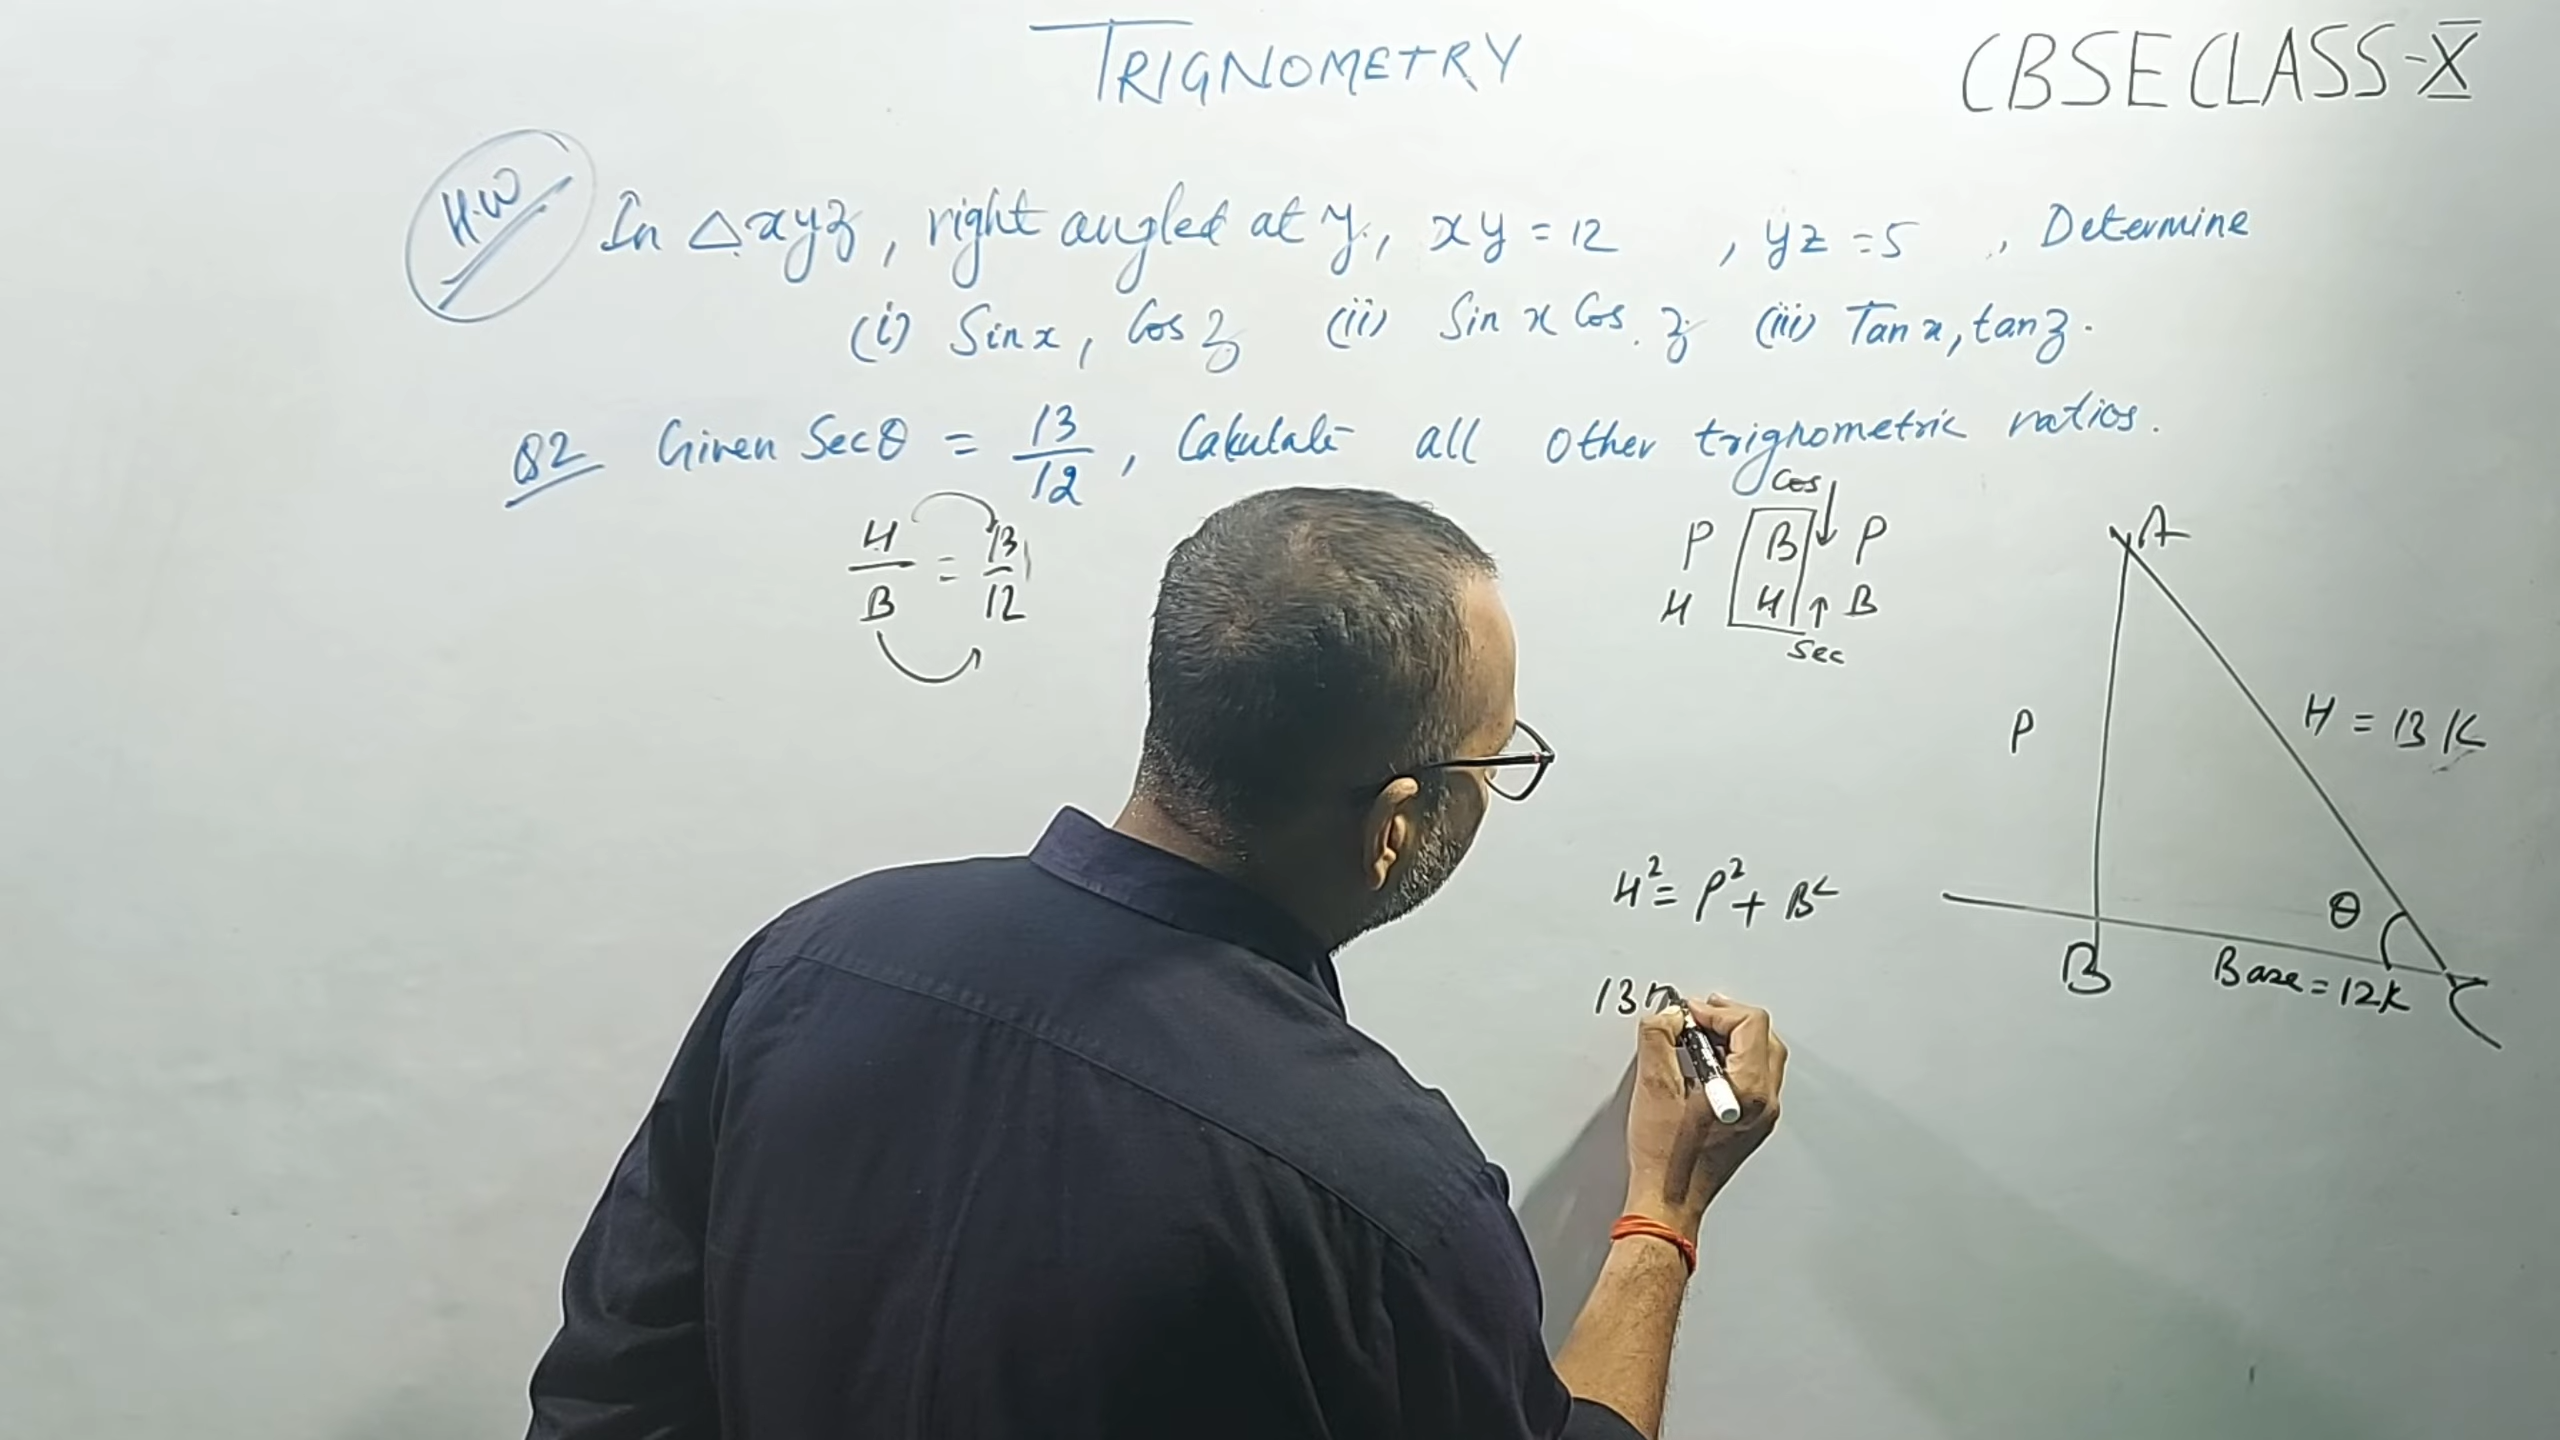 TRIGNOMETRY
CBSE CLASS-X
H.W In △xyz, right angled at y, xy = 12 , yz = 5 , Determine
(i) Sin x, Cos z (ii) Sin x Cos. z (iii) Tan x, tan z.
Q2 Given Sec θ = 13/12, Calculate all other trignometric ratios.
H/B = 13/12
Cos ↓
P B P
H H ↑ B
Sec
A
P
H = 13K
θ
B
Base = 12K
C
H² = P² + B²
13